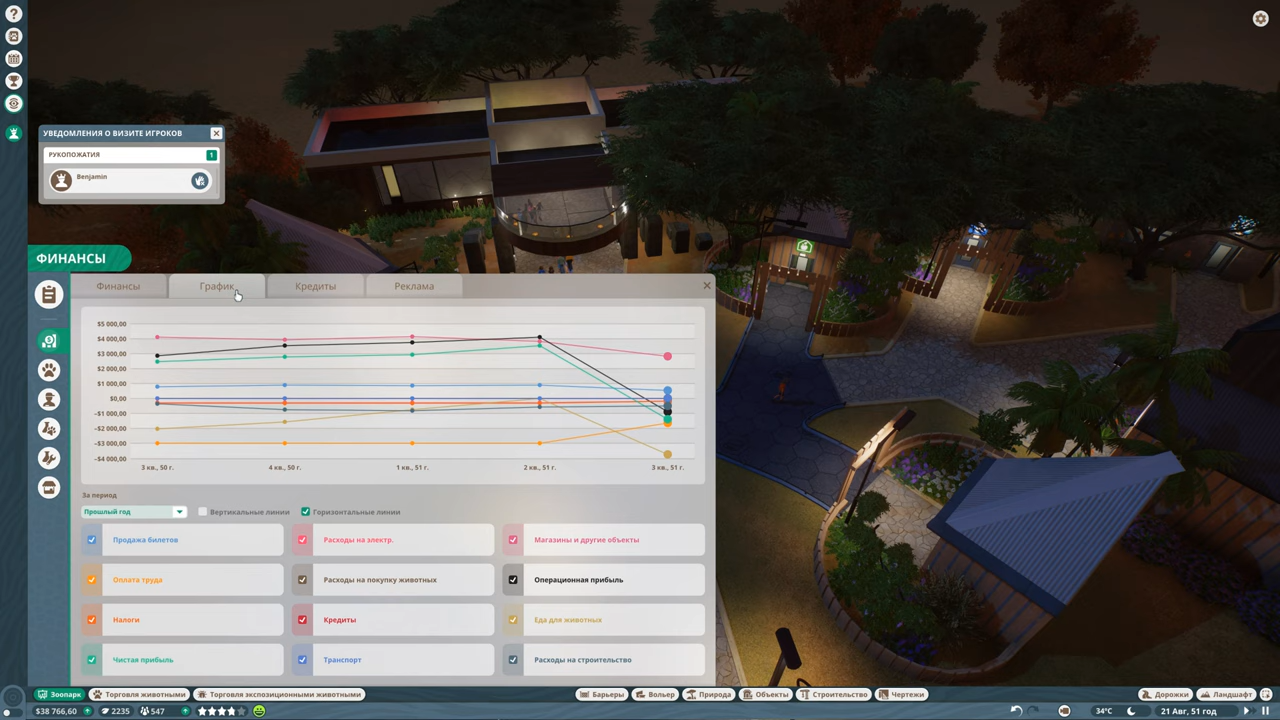 ?
УВЕДОМЛЕНИЯ О ВИЗИТЕ ИГРОКОВ
РУКОПОЖАТИЯ 1
Benjamin
ФИНАНСЫ
Финансы График Кредиты Реклама
$5 000,00
$4 000,00
$3 000,00
$2 000,00
$1 000,00
$0,00
-$1 000,00
-$2 000,00
-$3 000,00
-$4 000,00
3 кв., 50 г. 4 кв., 50 г. 1 кв., 51 г. 2 кв., 51 г. 3 кв., 51 г.
За период
Прошлый год Вертикальные линии Горизонтальные линии
Продажа билетов Расходы на электр. Магазины и другие объекты
Оплата труда Расходы на покупку животных Операционная прибыль
Налоги Кредиты Еда для животных
Чистая прибыль Транспорт Расходы на строительство
Зоопарк Торговля животными Торговля экспозиционными животными Барьеры Вольер Природа Объекты Строительство Чертежи Дорожки Ландшафт
$38 766,60 2235 547 34°C 21 Авг, 51 год